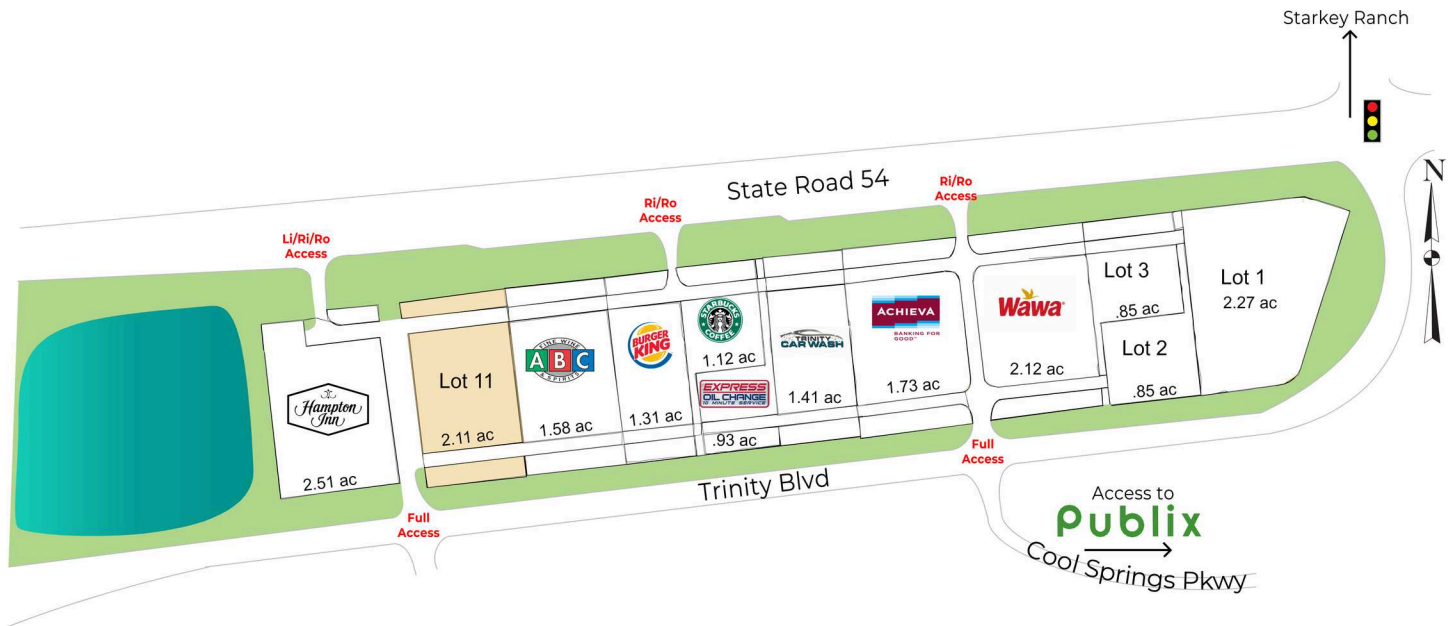 Starkey Ranch
N
State Road 54
Ri/Ro
Access
Ri/Ro
Access
Li/Ri/Ro
Access
Hampton
Inn
2.51 ac
Lot 11
2.11 ac
FINE WINE
ABC
& SPIRITS
1.58 ac
BURGER
KING
1.31 ac
STARBUCKS
COFFEE
1.12 ac
EXPRESS
OIL CHANGE
10 MINUTE SERVICE
.93 ac
TRINITY
CAR WASH
1.41 ac
ACHIEVA
BANKING FOR
GOOD
1.73 ac
Wawa
2.12 ac
Lot 3
.85 ac
Lot 2
.85 ac
Lot 1
2.27 ac
Full
Access
Trinity Blvd
Full
Access
Access to
Publix
Cool Springs Pkwy